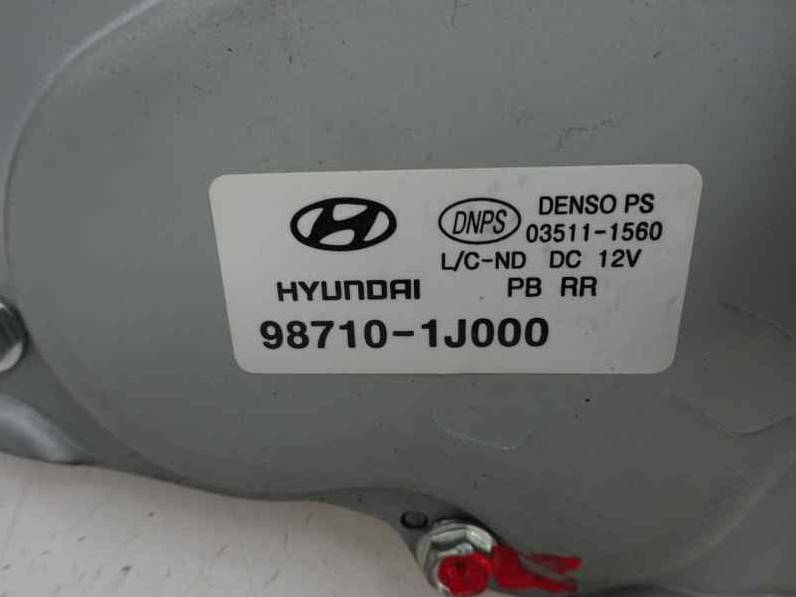 DNPS
DENSO PS
03511-1560
L/C-ND DC 12V
HYUNDAI
PB RR
98710-1J000